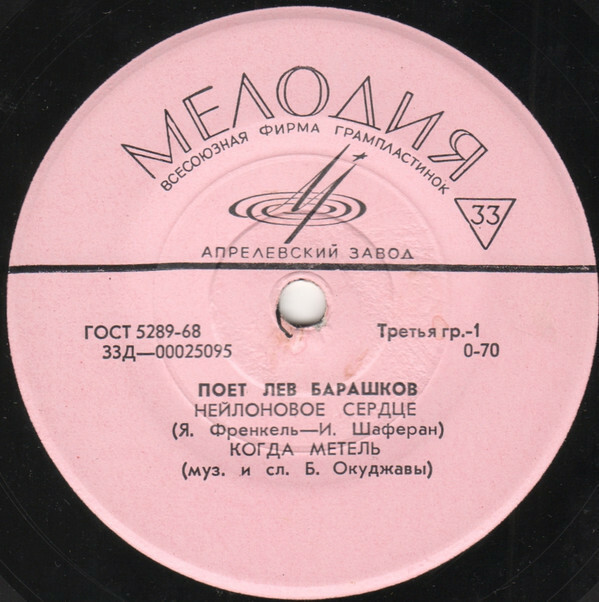 МЕЛОДИЯ
ВСЕСОЮЗНАЯ ФИРМА ГРАМПЛАСТИНОК
33
АПРЕЛЕВСКИЙ ЗАВОД
ГОСТ 5289-68
33Д—00025095
Третья гр.-1
0-70
ПОЕТ ЛЕВ БАРАШКОВ
НЕЙЛОНОВОЕ СЕРДЦЕ
(Я. Френкель—И. Шаферан)
КОГДА МЕТЕЛЬ
(муз. и сл. Б. Окуджавы)